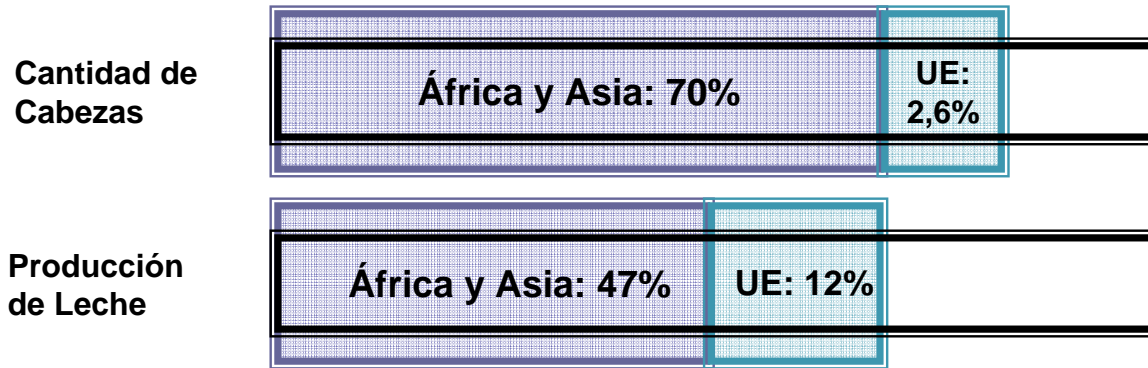 Cantidad de
Cabezas
África y Asia: 70%
UE:
2,6%
Producción
de Leche
África y Asia: 47%
UE: 12%